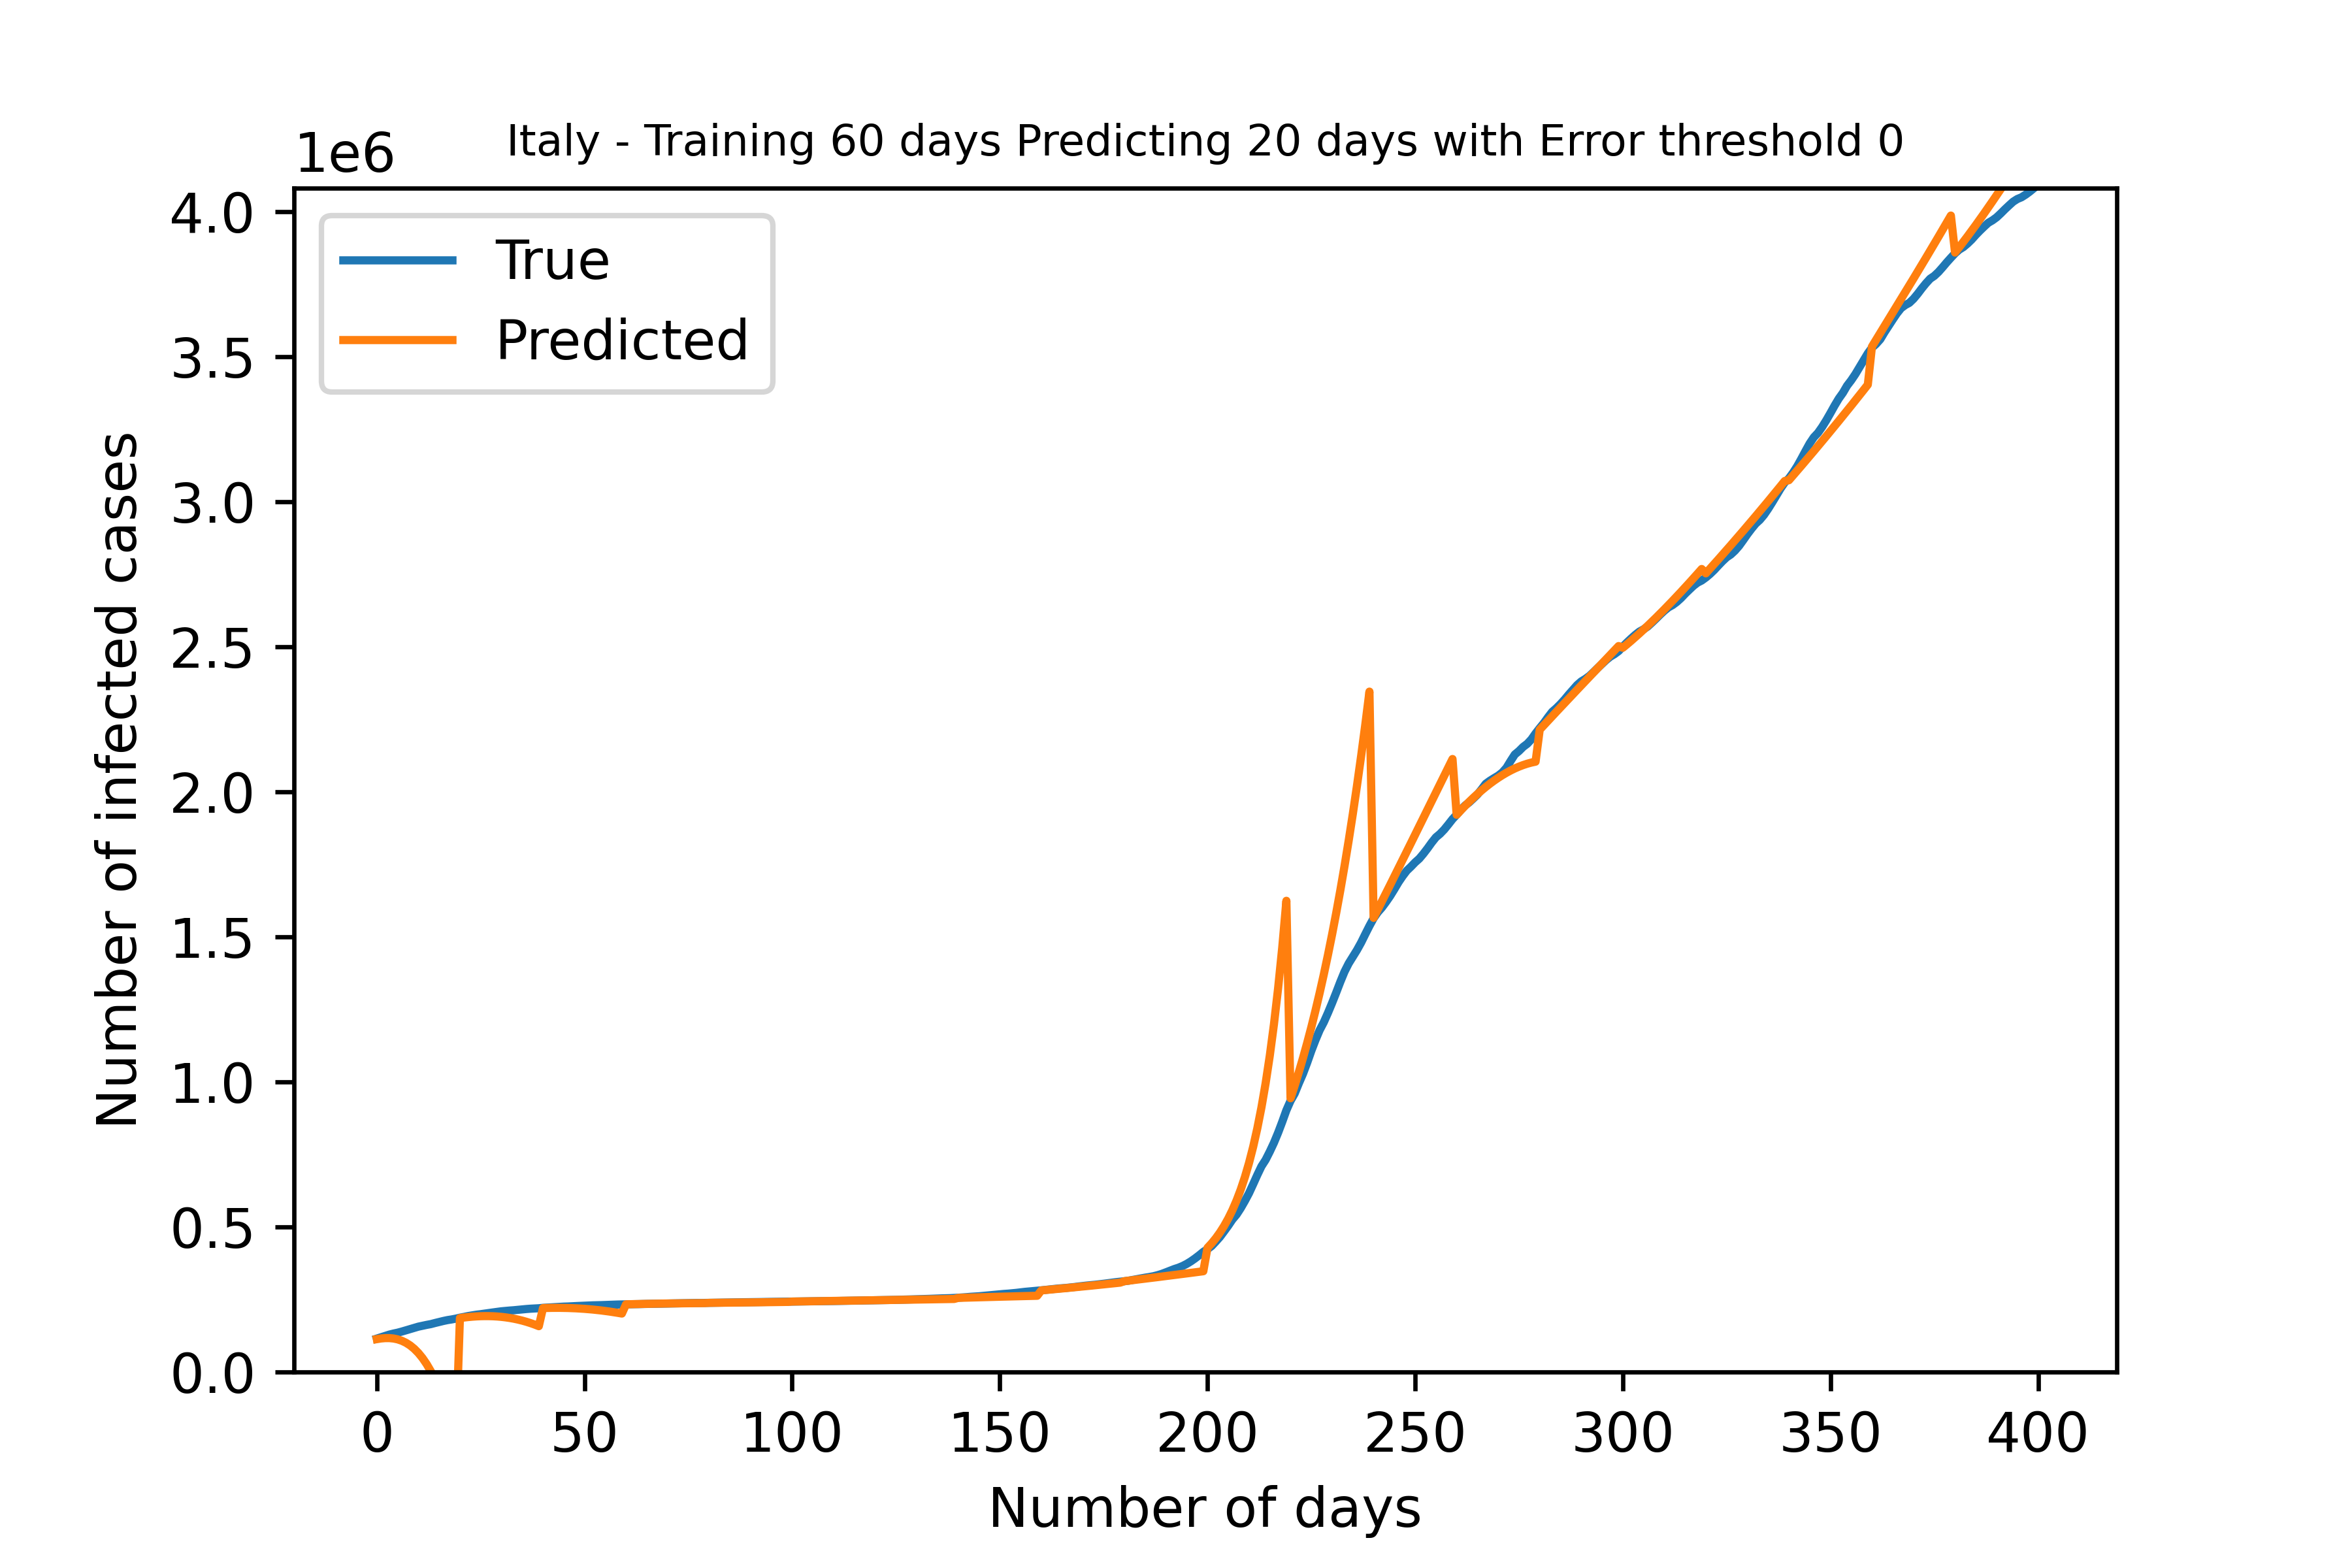 Italy - Training 60 days Predicting 20 days with Error threshold 0
1e6
True
Predicted
4.0
3.5
3.0
2.5
2.0
1.5
1.0
0.5
0.0
Number of infected cases
0 50 100 150 200 250 300 350 400
Number of days